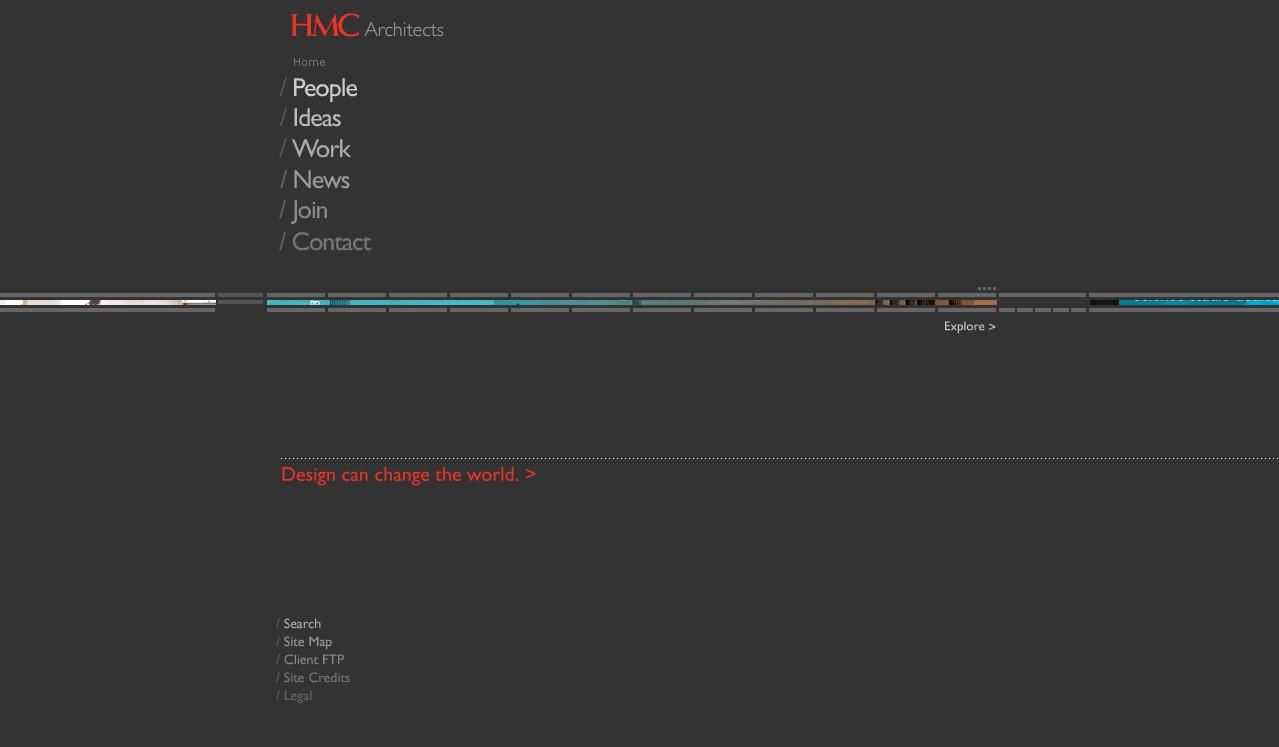 HMC Architects
Home
/ People
/ Ideas
/ Work
/ News
/ Join
/ Contact
Explore >
Design can change the world. >
/ Search
/ Site Map
/ Client FTP
/ Site Credits
/ Legal